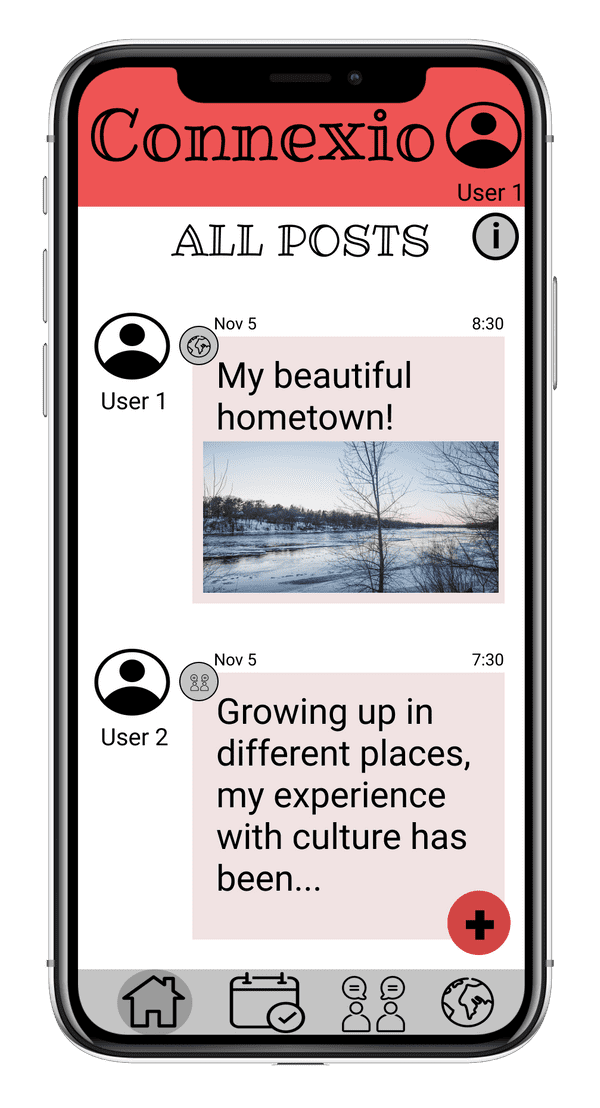 Connexio
User 1
ALL POSTS
i
Nov 5 8:30
User 1
My beautiful
hometown!
Nov 5 7:30
User 2
Growing up in
different places,
my experience
with culture has
been...